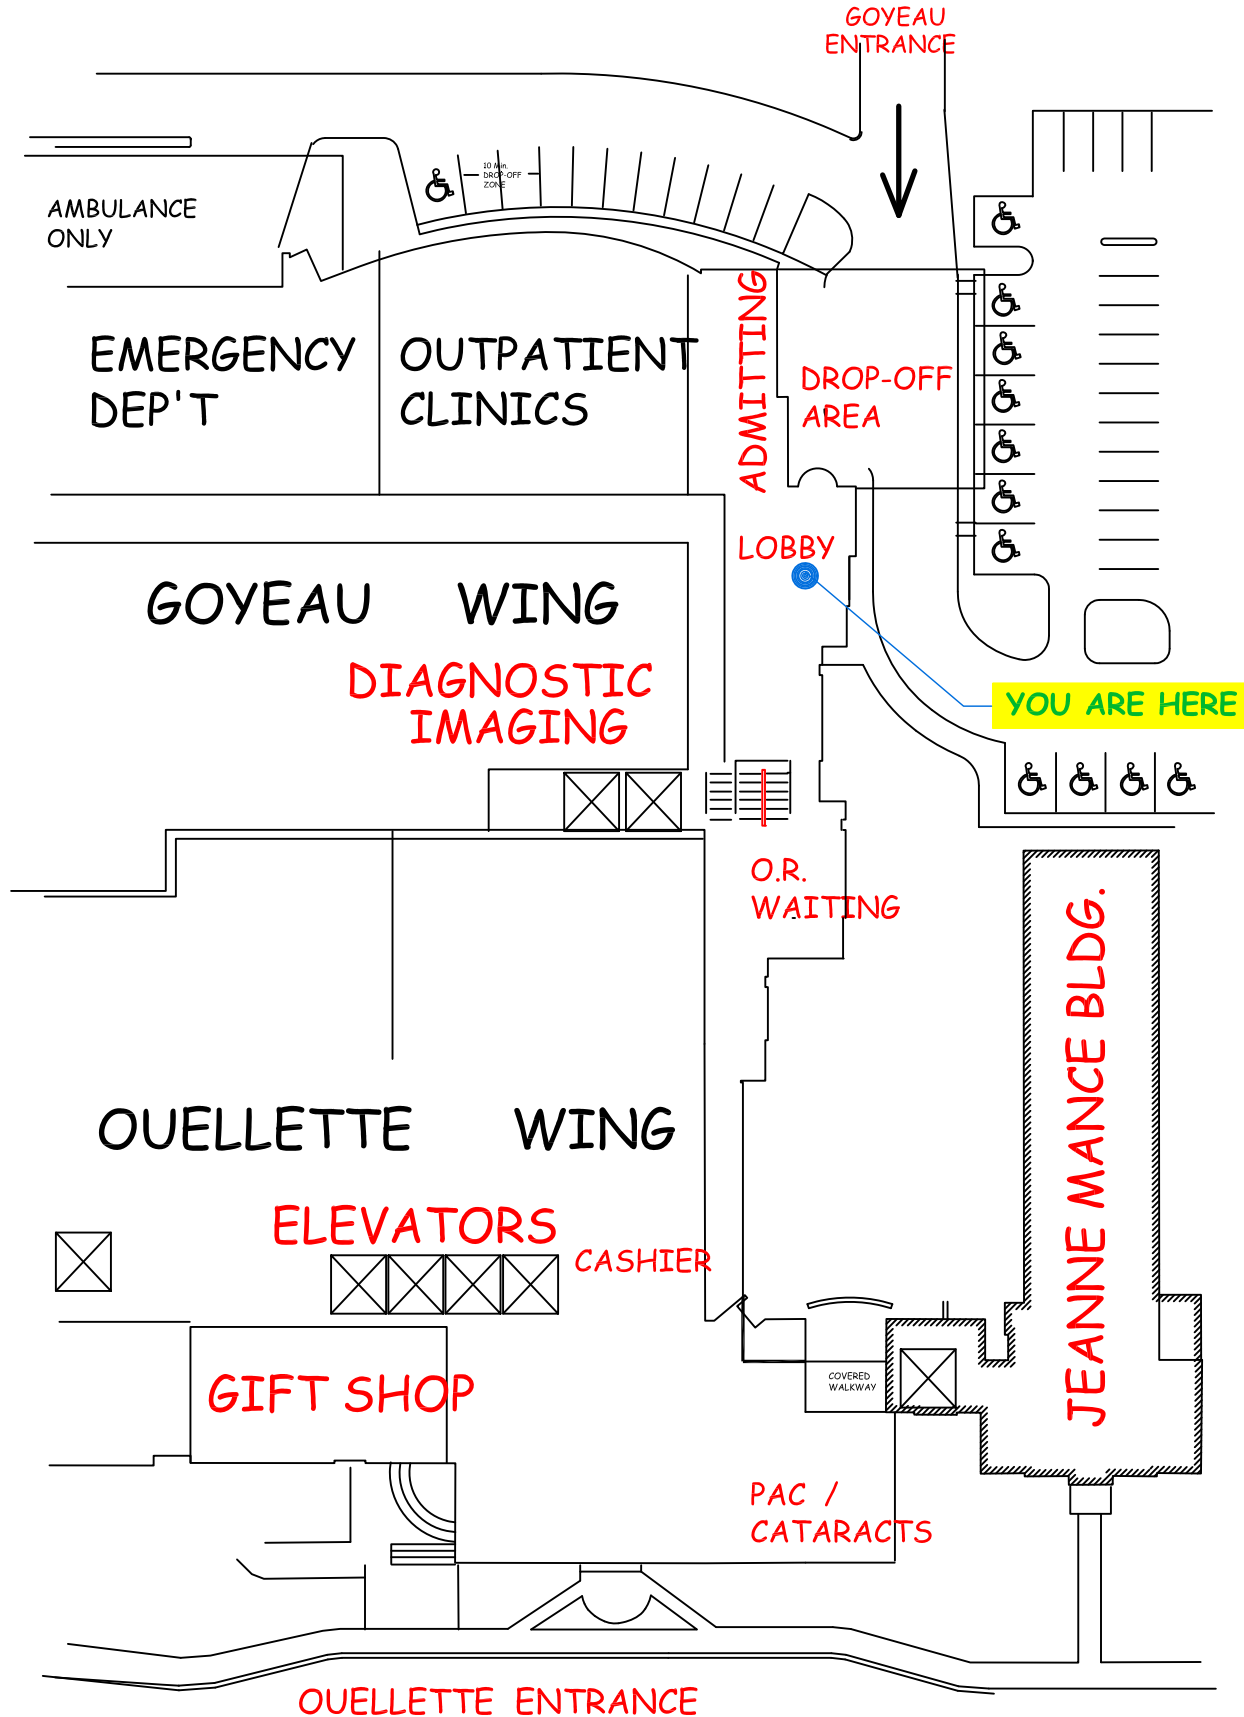 GOYEAU
ENTRANCE
10 Min.
DROP-OFF
ZONE
AMBULANCE
ONLY
EMERGENCY
DEP'T
OUTPATIENT
CLINICS
ADMITTING
DROP-OFF
AREA
LOBBY
GOYEAU WING
DIAGNOSTIC
IMAGING
YOU ARE HERE
O.R.
WAITING
JEANNE MANCE BLDG.
OUELLETTE WING
ELEVATORS
CASHIER
GIFT SHOP
COVERED
WALKWAY
PAC /
CATARACTS
OUELLETTE ENTRANCE